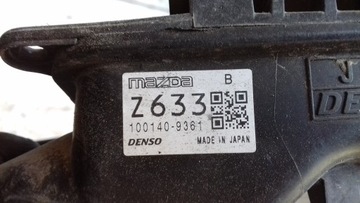 mazda B
Z633
100140-9361
DENSO MADE IN JAPAN